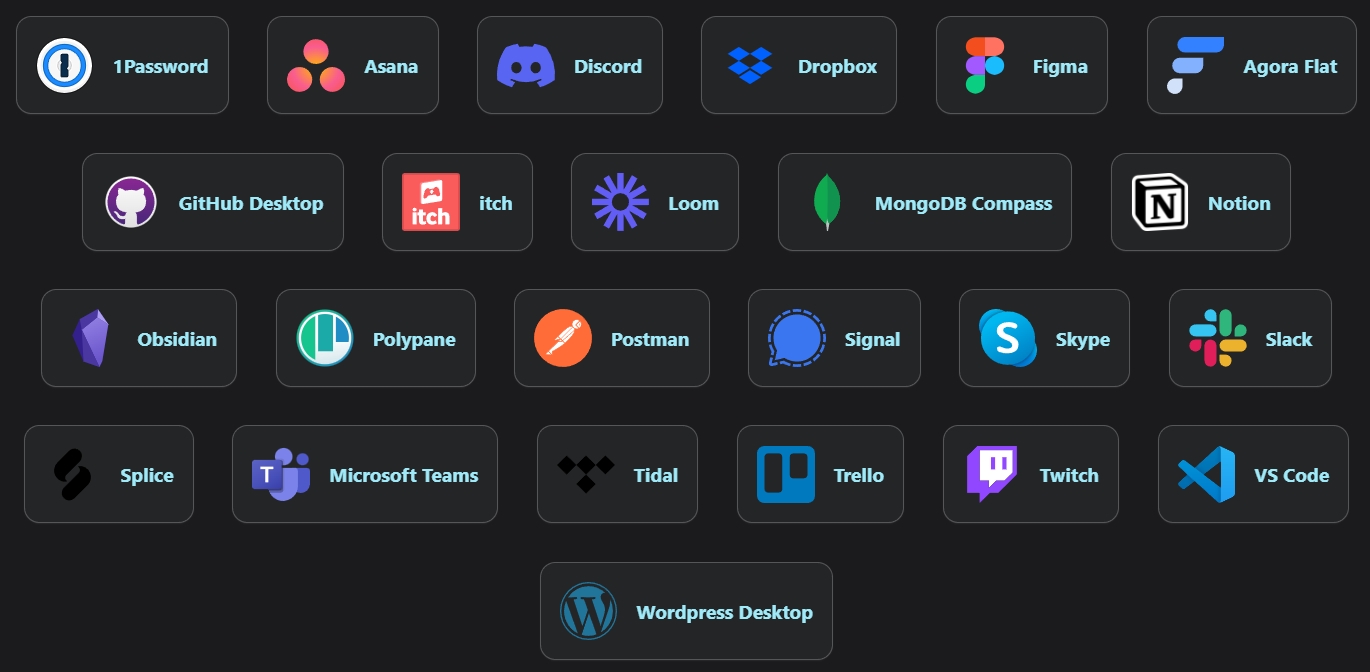 1Password Asana Discord Dropbox Figma Agora Flat
GitHub Desktop itch itch Loom MongoDB Compass N Notion
Obsidian Polypane Postman Signal S Skype Slack
Splice T Microsoft Teams Tidal Trello Twitch VS Code
W Wordpress Desktop